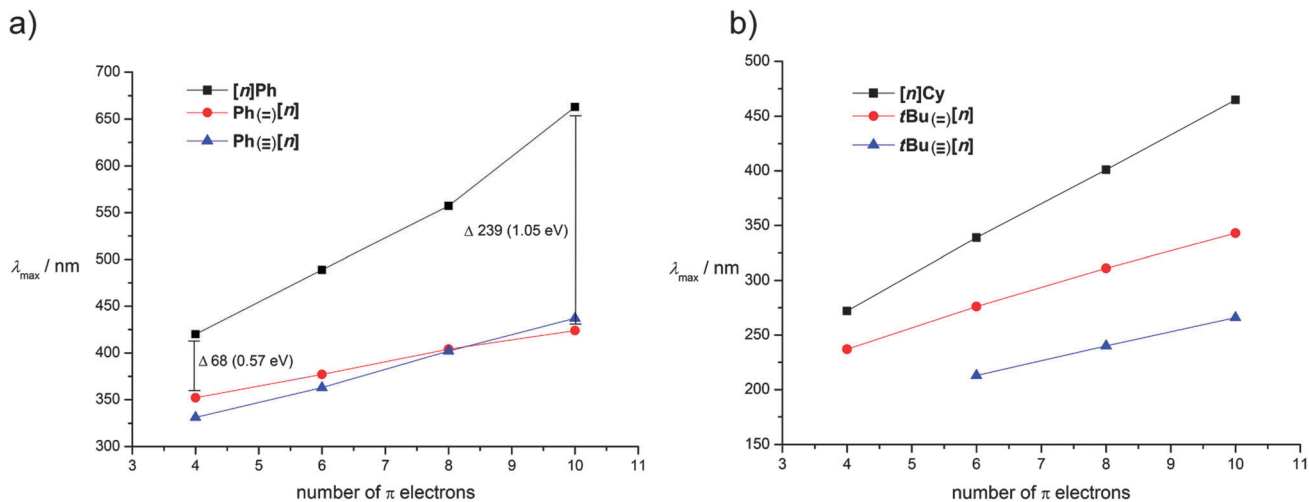 a)
700
650
600
550
500
450
400
350
300
λmax / nm
[n]Ph
Ph(=)[n]
Ph(≡)[n]
Δ 239 (1.05 eV)
Δ 68 (0.57 eV)
3 4 5 6 7 8 9 10 11
number of π electrons
b)
500
450
400
350
300
250
200
150
λmax / nm
[n]Cy
tBu(=)[n]
tBu(≡)[n]
3 4 5 6 7 8 9 10 11
number of π electrons